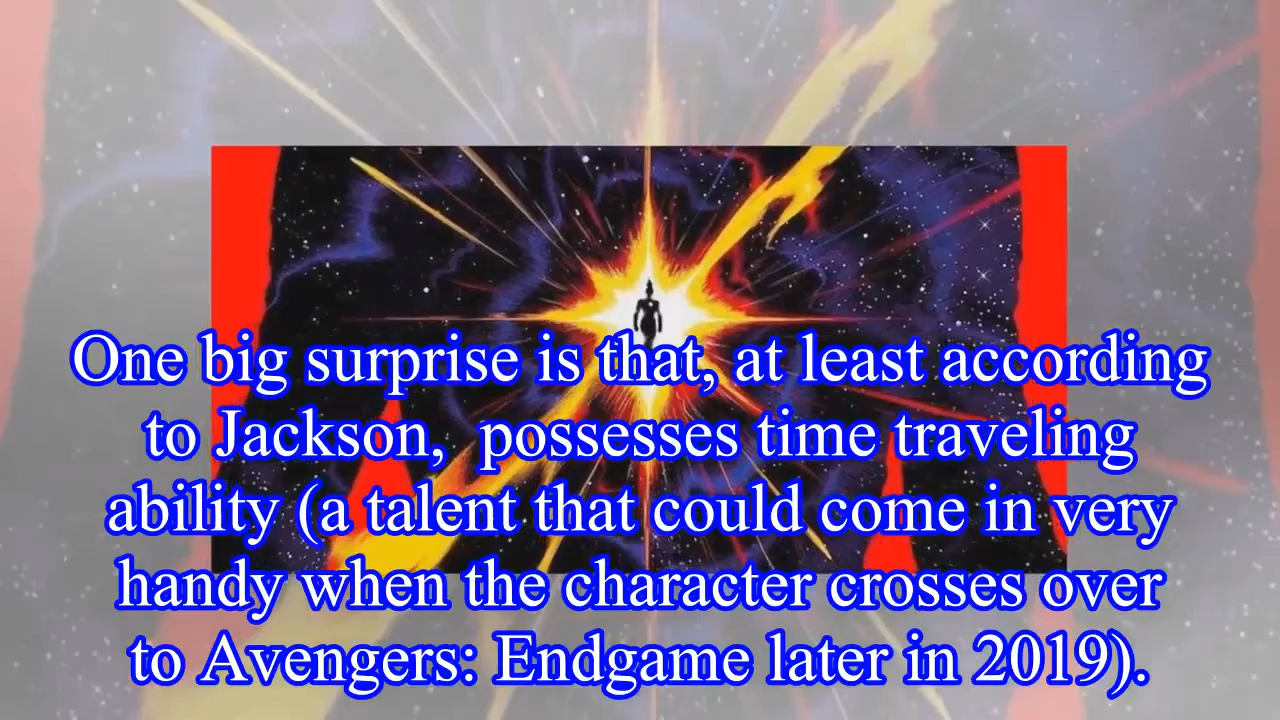 One big surprise is that, at least according
to Jackson,  possesses time traveling
ability (a talent that could come in very
handy when the character crosses over
to Avengers: Endgame later in 2019).